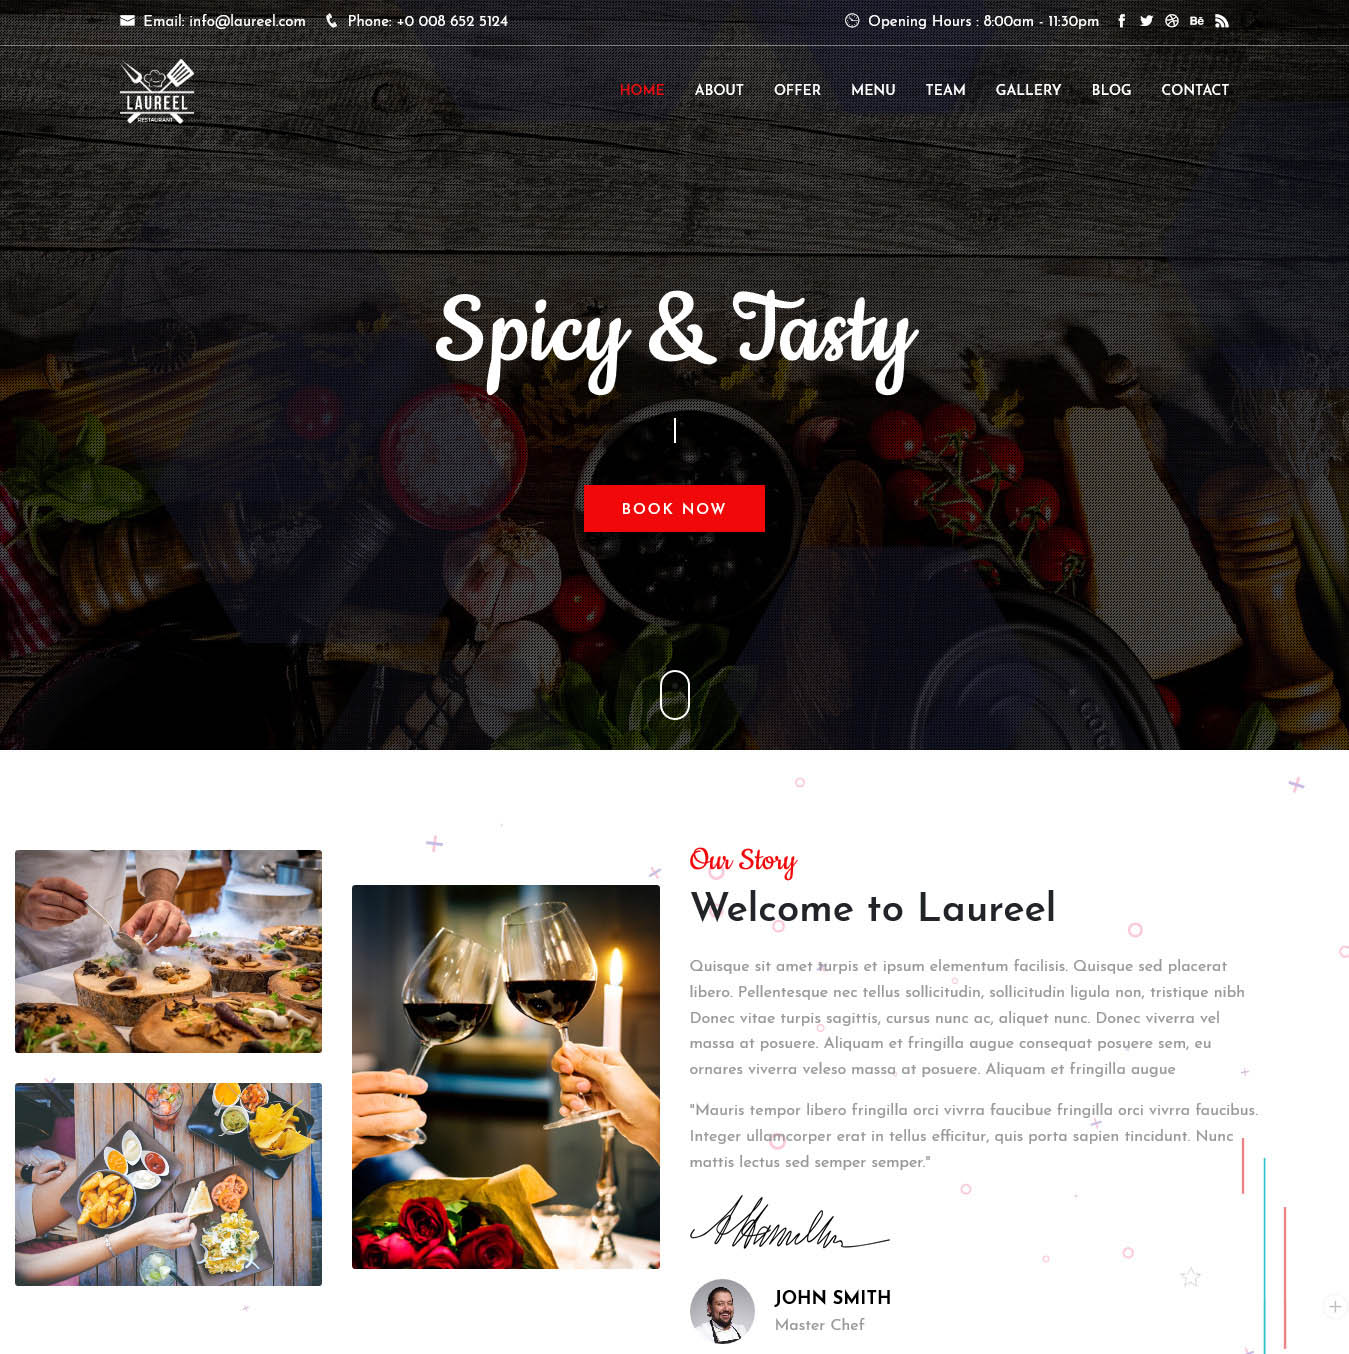 Email: info@laureel.com
Phone: +0 008 652 5124
Opening Hours : 8:00am - 11:30pm
Bē
LAUREEL
RESTAURANT
HOME
ABOUT
OFFER
MENU
TEAM
GALLERY
BLOG
CONTACT
Spicy & Tasty
BOOK NOW
Our Story
Welcome to Laureel
Quisque sit amet turpis et ipsum elementum facilisis. Quisque sed placerat
libero. Pellentesque nec tellus sollicitudin, sollicitudin ligula non, tristique nibh
Donec vitae turpis sagittis, cursus nunc ac, aliquet nunc. Donec viverra vel
massa at posuere. Aliquam et fringilla augue consequat posuere sem, eu
ornares viverra veleso massa at posuere. Aliquam et fringilla augue
"Mauris tempor libero fringilla orci vivrra faucibue fringilla orci vivrra faucibus.
Integer ullamcorper erat in tellus efficitur, quis porta sapien tincidunt. Nunc
mattis lectus sed semper semper."
JOHN SMITH
Master Chef